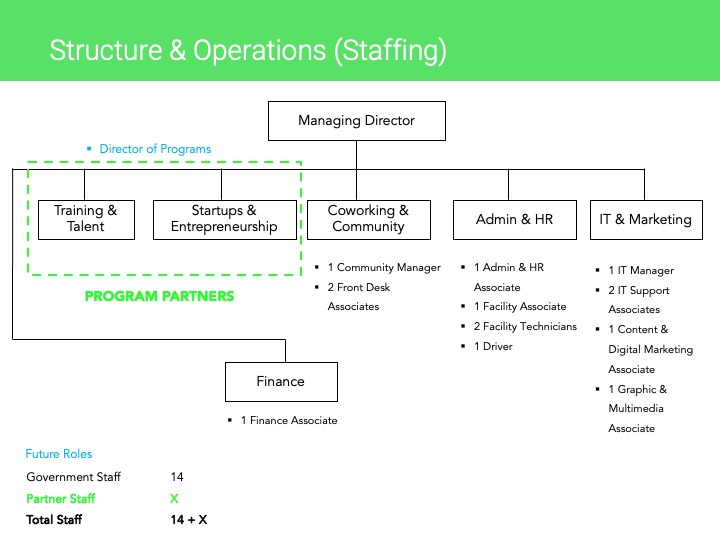 Structure & Operations (Staffing)
Managing Director
▪ Director of Programs
Training &
Talent
Startups &
Entrepreneurship
Coworking &
Community
Admin & HR
IT & Marketing
PROGRAM PARTNERS
▪ 1 Community Manager
▪ 2 Front Desk
Associates
▪ 1 Admin & HR
Associate
▪ 1 Facility Associate
▪ 2 Facility Technicians
▪ 1 Driver
▪ 1 IT Manager
▪ 2 IT Support
Associates
▪ 1 Content &
Digital Marketing
Associate
▪ 1 Graphic &
Multimedia
Associate
Finance
▪ 1 Finance Associate
Future Roles
Government Staff 14
Partner Staff X
Total Staff 14 + X